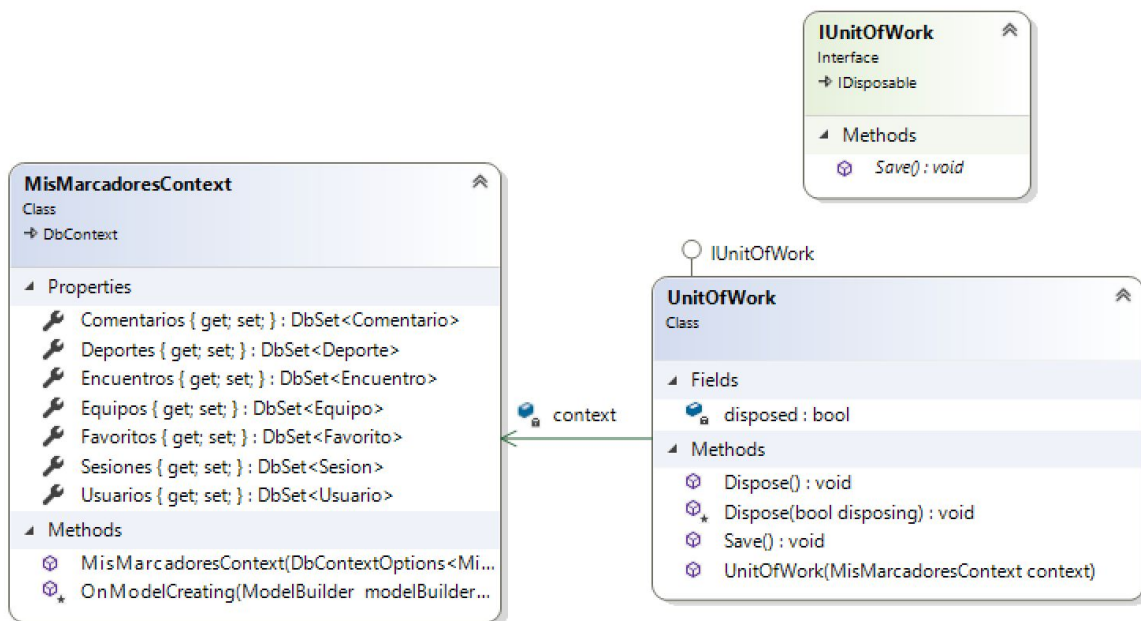 IUnitOfWork
Interface
IDisposable
Methods
Save() : void
MisMarcadoresContext
Class
DbContext
Properties
Comentarios { get; set; } : DbSet<Comentario>
Deportes { get; set; } : DbSet<Deporte>
Encuentros { get; set; } : DbSet<Encuentro>
Equipos { get; set; } : DbSet<Equipo>
Favoritos { get; set; } : DbSet<Favorito>
Sesiones { get; set; } : DbSet<Sesion>
Usuarios { get; set; } : DbSet<Usuario>
Methods
MisMarcadoresContext(DbContextOptions<Mi...
OnModelCreating(ModelBuilder modelBuilder...
context
IUnitOfWork
UnitOfWork
Class
Fields
disposed : bool
Methods
Dispose() : void
Dispose(bool disposing) : void
Save() : void
UnitOfWork(MisMarcadoresContext context)